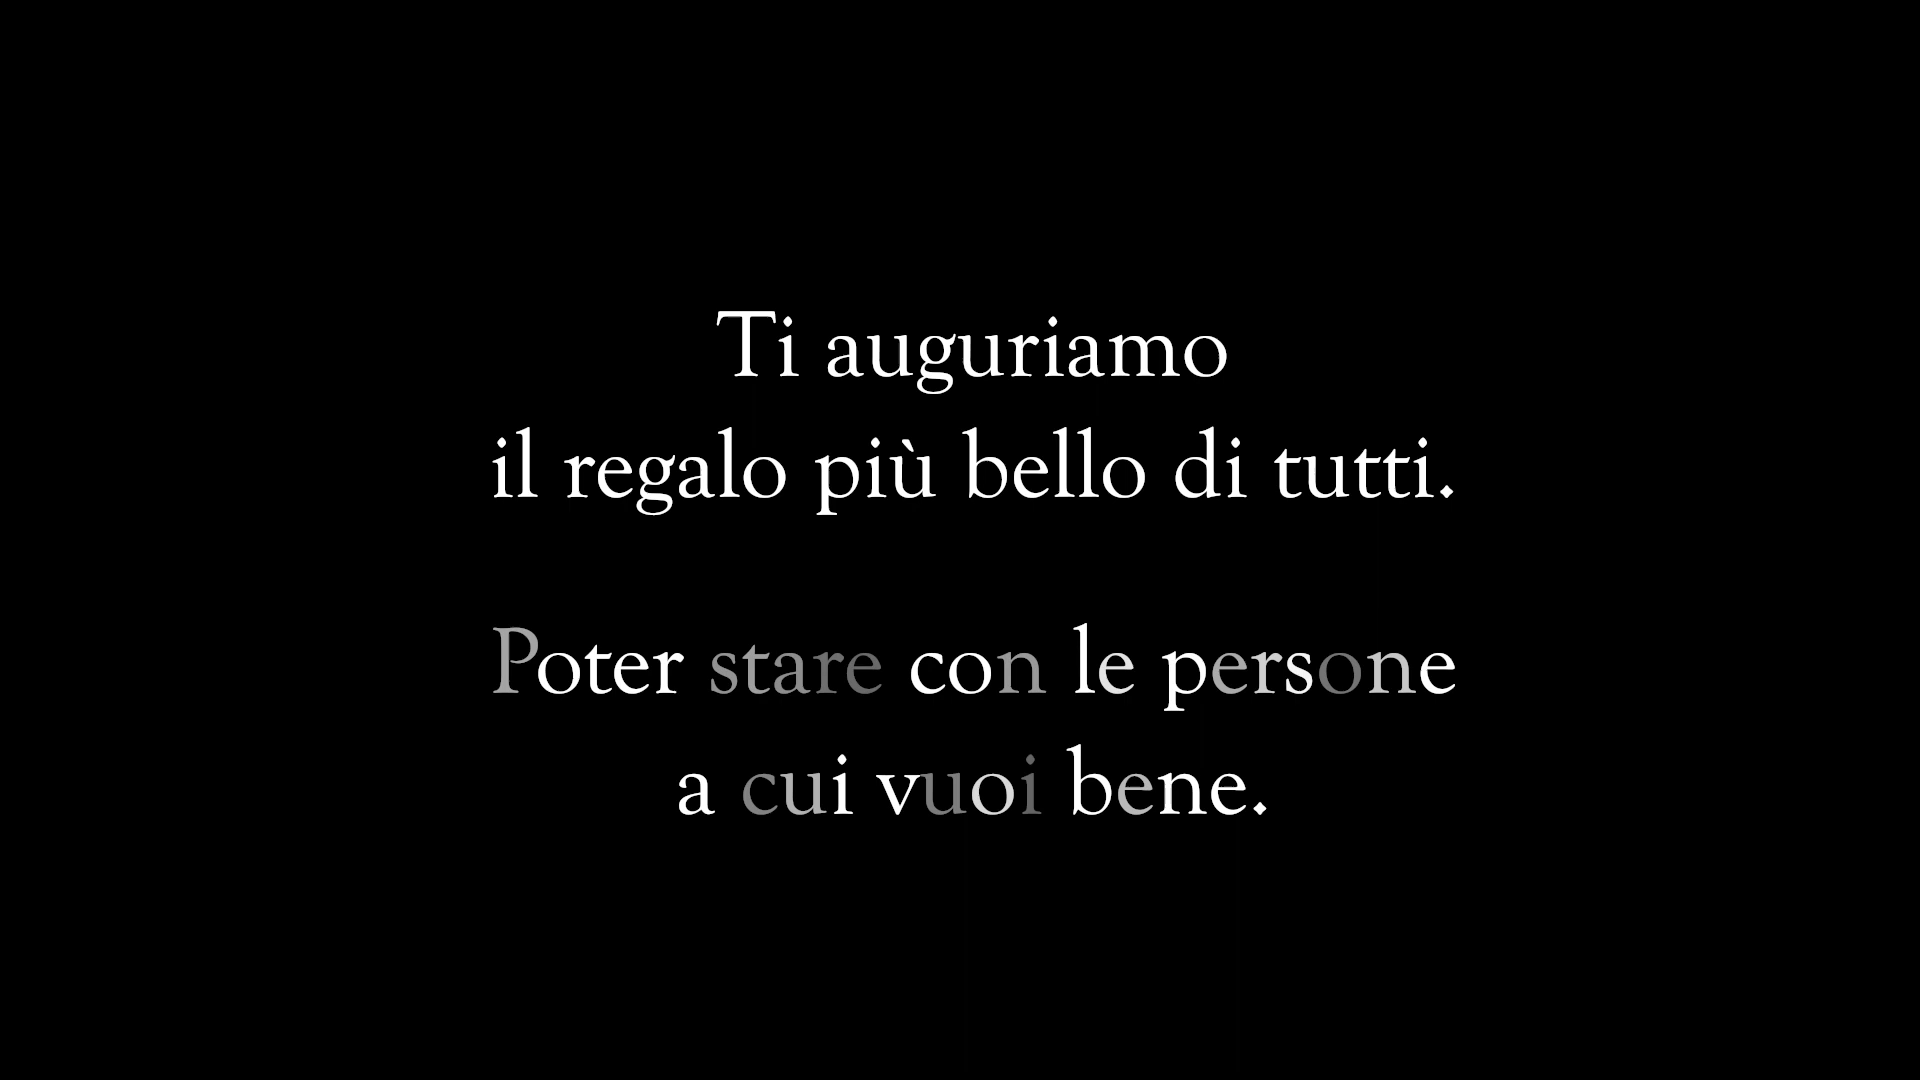 Ti auguriamo
il regalo più bello di tutti.
Poter stare con le persone
a cui vuoi bene.